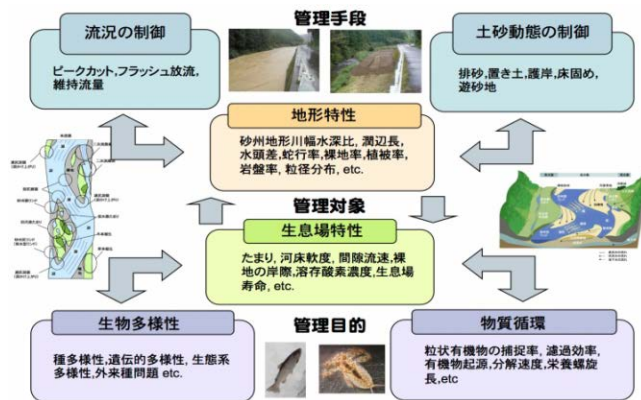 管理手段
流況の制御
ピークカット,フラッシュ放流,
維持流量
土砂動態の制御
排砂,置き土,護岸,床固め,
遊砂地
地形特性
砂州地形川幅水深比, 潤辺長,
水頭差,蛇行率,裸地率,植被率,
岩盤率, 粒径分布, etc.
管理対象
生息場特性
たまり, 河床軟度, 間隙流速,裸
地の岸際,溶存酸素濃度,生息場
寿命, etc.
生物多様性
種多様性,遺伝的多様性, 生態系
多様性,外来種問題 etc.
管理目的
物質循環
粒状有機物の捕捉率, 濾過効率,
有機物起源,分解速度,栄養螺旋
長,etc